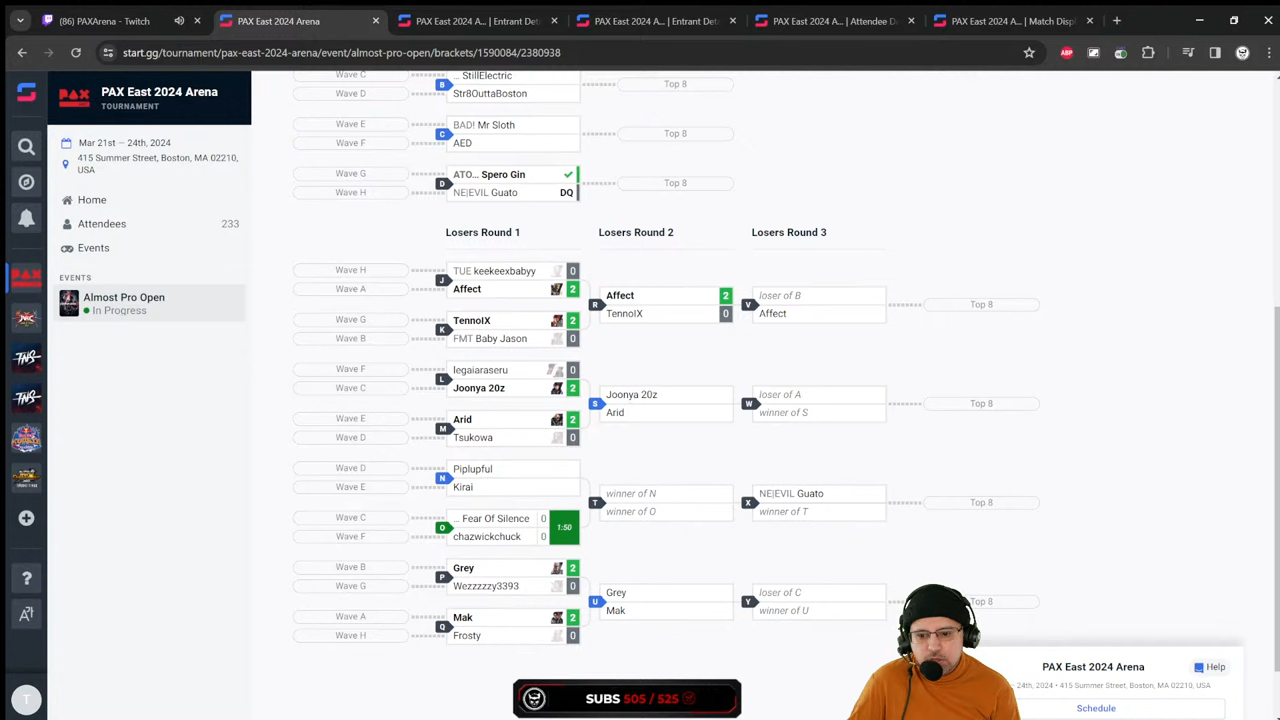 (86) PAXArena - Twitch
PAX East 2024 Arena
PAX East 2024 A... | Entrant Det
PAX East 2024 A... | Entrant Det
PAX East 2024 A... | Attendee D
PAX East 2024 A... | Match Displ
start.gg/tournament/pax-east-2024-arena/event/almost-pro-open/brackets/1590084/2380938
ABP
PAX
PAX East 2024 Arena
TOURNAMENT
Mar 21st — 24th, 2024
415 Summer Street, Boston, MA 02210,
USA
Home
Attendees 233
Events
EVENTS
Almost Pro Open
In Progress
PAX
TNS
TNS
T
Wave C ... StillElectric
B Top 8
Wave D Str8OuttaBoston
Wave E BAD! Mr Sloth
C Top 8
Wave F AED
Wave G ATO... Spero Gin
D Top 8
Wave H NE|EVIL Guato DQ
Losers Round 1 Losers Round 2 Losers Round 3
Wave H TUE keekeexbabyy 0
J
Wave A Affect 2
Wave G TennoIX 2
K
Wave B FMT Baby Jason 0
Affect 2
R
TennoIX 0
loser of B
V Top 8
Affect
Wave F legaiaraseru 0
L
Wave C Joonya 20z 2
Wave E Arid 2
M
Wave D Tsukowa 0
Joonya 20z
S
Arid
loser of A
W Top 8
winner of S
Wave D Piplupful
N
Wave E Kirai
Wave C ... Fear Of Silence 0
O 1:50
Wave F chazwickchuck 0
winner of N
T
winner of O
NE|EVIL Guato
X Top 8
winner of T
Wave B Grey 2
P
Wave G Wezzzzzy3393 0
Wave A Mak 2
Q
Wave H Frosty 0
Grey
U
Mak
loser of C
Y Top 8
winner of U
SUBS 505 / 525
PAX East 2024 Arena
Help
24th, 2024 • 415 Summer Street, Boston, MA 02210, USA
Schedule